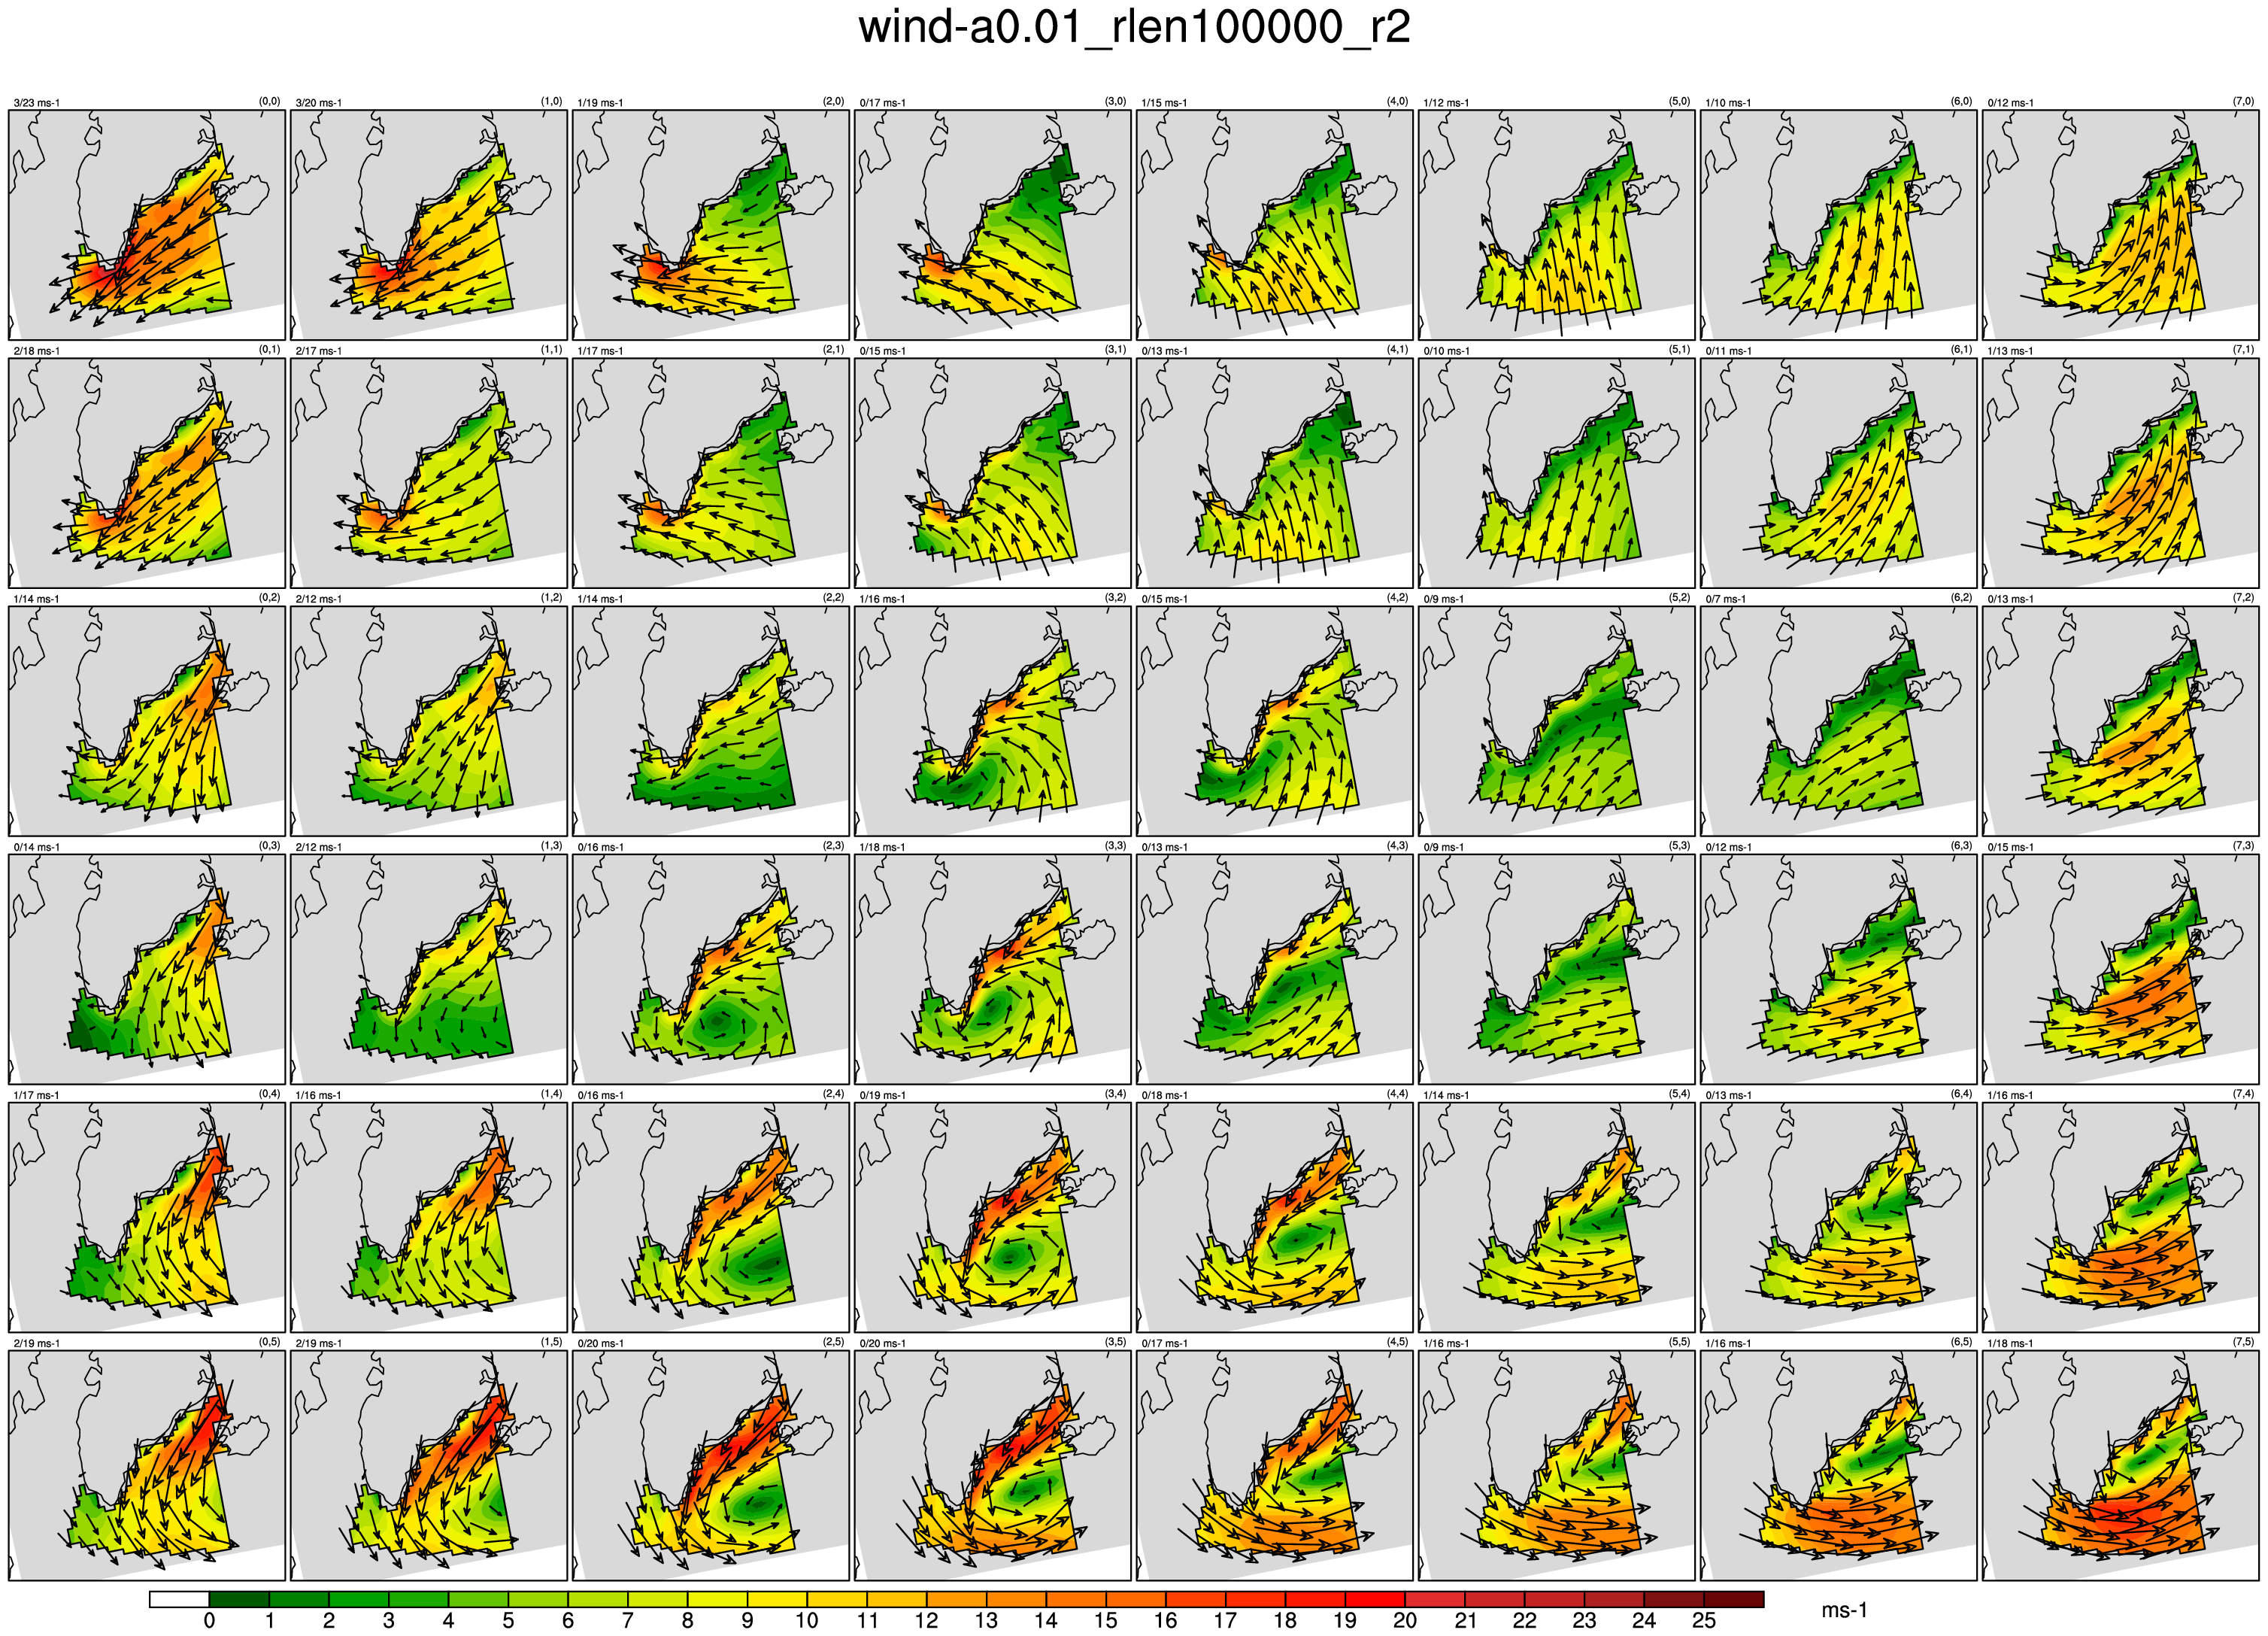 wind-a0.01_rlen100000_r2
3/23 ms-1 (0,0) 3/20 ms-1 (1,0) 1/19 ms-1 (2,0) 0/17 ms-1 (3,0) 1/15 ms-1 (4,0) 1/12 ms-1 (5,0) 1/10 ms-1 (6,0) 0/12 ms-1 (7,0)
2/18 ms-1 (0,1) 2/17 ms-1 (1,1) 1/17 ms-1 (2,1) 0/15 ms-1 (3,1) 0/13 ms-1 (4,1) 0/10 ms-1 (5,1) 0/11 ms-1 (6,1) 1/13 ms-1 (7,1)
1/14 ms-1 (0,2) 2/12 ms-1 (1,2) 1/14 ms-1 (2,2) 1/16 ms-1 (3,2) 0/15 ms-1 (4,2) 0/9 ms-1 (5,2) 0/7 ms-1 (6,2) 0/13 ms-1 (7,2)
0/14 ms-1 (0,3) 2/12 ms-1 (1,3) 0/16 ms-1 (2,3) 1/18 ms-1 (3,3) 0/13 ms-1 (4,3) 0/9 ms-1 (5,3) 0/12 ms-1 (6,3) 0/15 ms-1 (7,3)
1/17 ms-1 (0,4) 1/16 ms-1 (1,4) 0/16 ms-1 (2,4) 0/19 ms-1 (3,4) 0/18 ms-1 (4,4) 1/14 ms-1 (5,4) 0/13 ms-1 (6,4) 1/16 ms-1 (7,4)
2/19 ms-1 (0,5) 2/19 ms-1 (1,5) 0/20 ms-1 (2,5) 0/20 ms-1 (3,5) 0/17 ms-1 (4,5) 1/16 ms-1 (5,5) 1/16 ms-1 (6,5) 1/18 ms-1 (7,5)
0 1 2 3 4 5 6 7 8 9 10 11 12 13 14 15 16 17 18 19 20 21 22 23 24 25 ms-1